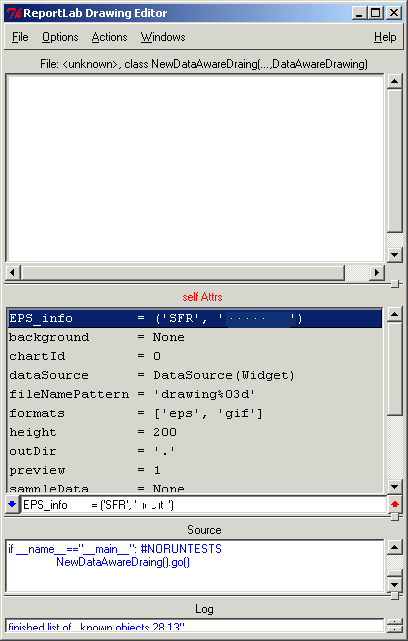 ReportLab Drawing Editor
File Options Actions Windows Help
File: <unknown>, class NewDataAwareDraing(...,DataAwareDrawing)
self Attrs
EPS_info = ('SFR', ' ')
background = None
chartId = 0
dataSource = DataSource(Widget)
fileNamePattern = 'drawing%03d'
formats = ['eps', 'gif']
height = 200
outDir = '.'
preview = 1
sampleData = None
EPS_info = ('SFR', ' ')
Source
if __name__=="__main__": #NORUNTESTS
NewDataAwareDraing().go()
Log
finished list of known objects 28.13"